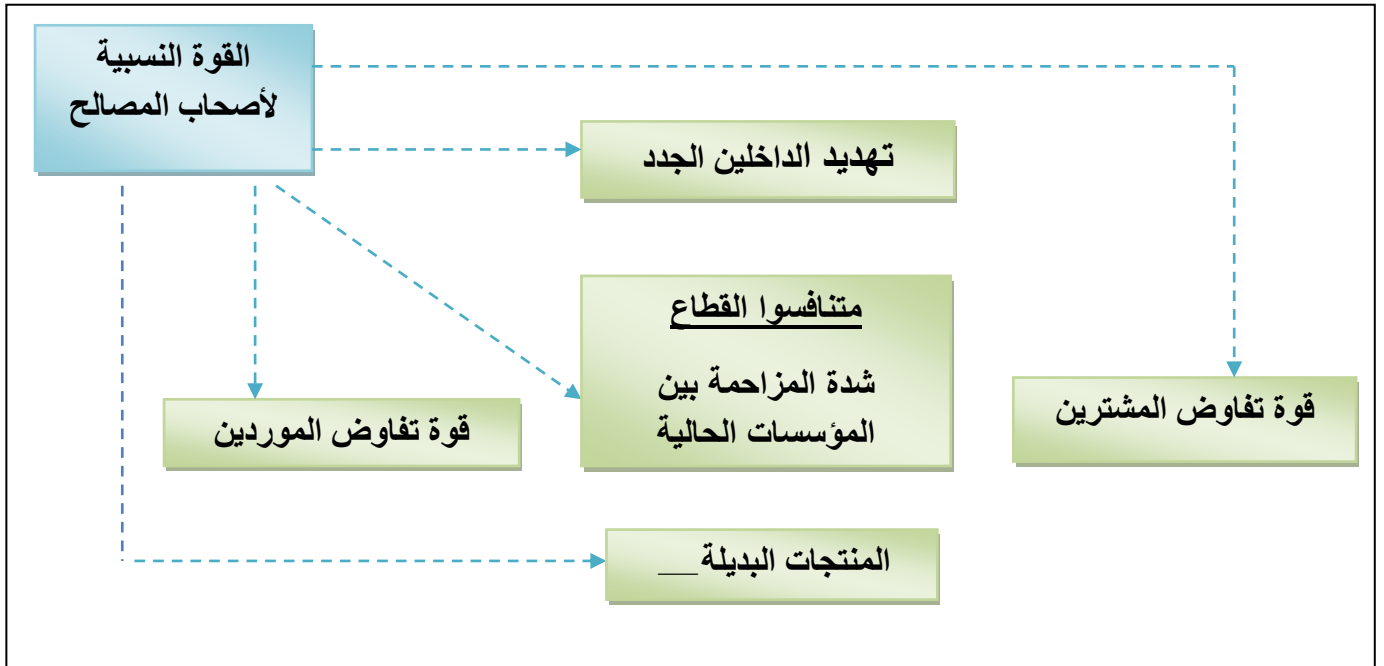 القوة النسبية
لأصحاب المصالح
تهديد الداخلين الجدد
متنافسوا القطاع
شدة المزاحمة بين
المؤسسات الحالية
قوة تفاوض المشترين
قوة تفاوض الموردين
المنتجات البديلة __